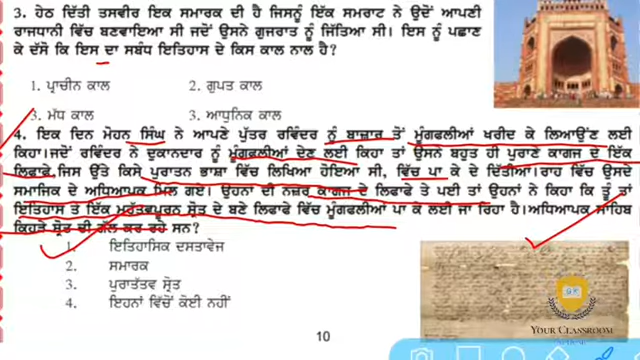 3. ਹੇਠ ਦਿੱਤੀ ਤਸਵੀਰ ਇਕ ਸਮਾਰਕ ਦੀ ਹੈ ਜਿਸਨੂੰ ਇੱਕ ਸਮਰਾਟ ਨੇ ਉਦੋਂ ਆਪਣੀ
ਰਾਜਧਾਨੀ ਵਿੱਚ ਬਣਵਾਇਆ ਸੀ ਜਦੋਂ ਉਸਨੇ ਗੁਜਰਾਤ ਨੂੰ ਜਿੱਤਿਆ ਸੀ। ਇਸ ਨੂੰ ਪਛਾਣ
ਕੇ ਦੱਸੋ ਕਿ ਇਸ ਦਾ ਸਬੰਧ ਇਤਿਹਾਸ ਦੇ ਕਿਸ ਕਾਲ ਨਾਲ ਹੈ?
1. ਪ੍ਰਾਚੀਨ ਕਾਲ 2. ਗੁਪਤ ਕਾਲ
3. ਮੱਧ ਕਾਲ 3. ਆਧੁਨਿਕ ਕਾਲ
4. ਇਕ ਦਿਨ ਮੋਹਨ ਸਿੰਘ ਨੇ ਆਪਣੇ ਪੁੱਤਰ ਰਵਿੰਦਰ ਨੂੰ ਬਾਜ਼ਾਰ ਤੋਂ ਮੂੰਗਫਲੀਆਂ ਖਰੀਦ ਕੇ ਲਿਆਉਣ ਲਈ
ਕਿਹਾ। ਜਦੋਂ ਰਵਿੰਦਰ ਨੇ ਦੁਕਾਨਦਾਰ ਨੂੰ ਮੂੰਗਫਲੀਆਂ ਦੇਣ ਲਈ ਕਿਹਾ ਤਾਂ ਉਸਨੇ ਬਹੁਤ ਹੀ ਪੁਰਾਣੇ ਕਾਗਜ ਦੇ ਇਕ
ਲਿਫਾਫੇ, ਜਿਸ ਉੱਤੇ ਕਿਸੇ ਪੁਰਾਤਨ ਭਾਸ਼ਾ ਵਿੱਚ ਲਿਖਿਆ ਹੋਇਆ ਸੀ, ਵਿੱਚ ਪਾ ਕੇ ਦੇ ਦਿੱਤੀਆ। ਰਾਹ ਵਿੱਚ ਉਸਦੇ
ਸਮਾਜਿਕ ਦੇ ਅਧਿਆਪਕ ਮਿਲ ਗਏ। ਉਹਨਾਂ ਦੀ ਨਜ਼ਰ ਕਾਗਜ ਦੇ ਲਿਫਾਫੇ ਤੇ ਪਈ ਤਾਂ ਉਹਨਾਂ ਨੇ ਕਿਹਾ ਕਿ ਤੂੰ ਤਾਂ
ਇਤਿਹਾਸ ਤੇ ਇੱਕ ਮਹੱਤਵਪੂਰਨ ਸ੍ਰੋਤ ਦੇ ਬਣੇ ਲਿਫਾਫੇ ਵਿੱਚ ਮੂੰਗਫਲੀਆਂ ਪਾ ਕੇ ਲਈ ਜਾ ਰਿਹਾ ਹੈ। ਅਧਿਆਪਕ ਸਾਹਿਬ
ਕਿਹੜੇ ਸ੍ਰੋਤ ਦੀ ਗੱਲ ਕਰ ਰਹੇ ਸਨ?
1. ਇਤਿਹਾਸਿਕ ਦਸਤਾਵੇਜ
2. ਸਮਾਰਕ
3. ਪੁਰਾਤੱਤਵ ਸ੍ਰੋਤ
4. ਇਹਨਾਂ ਵਿੱਚੋਂ ਕੋਈ ਨਹੀਂ
YOUR CLASSROOM
10